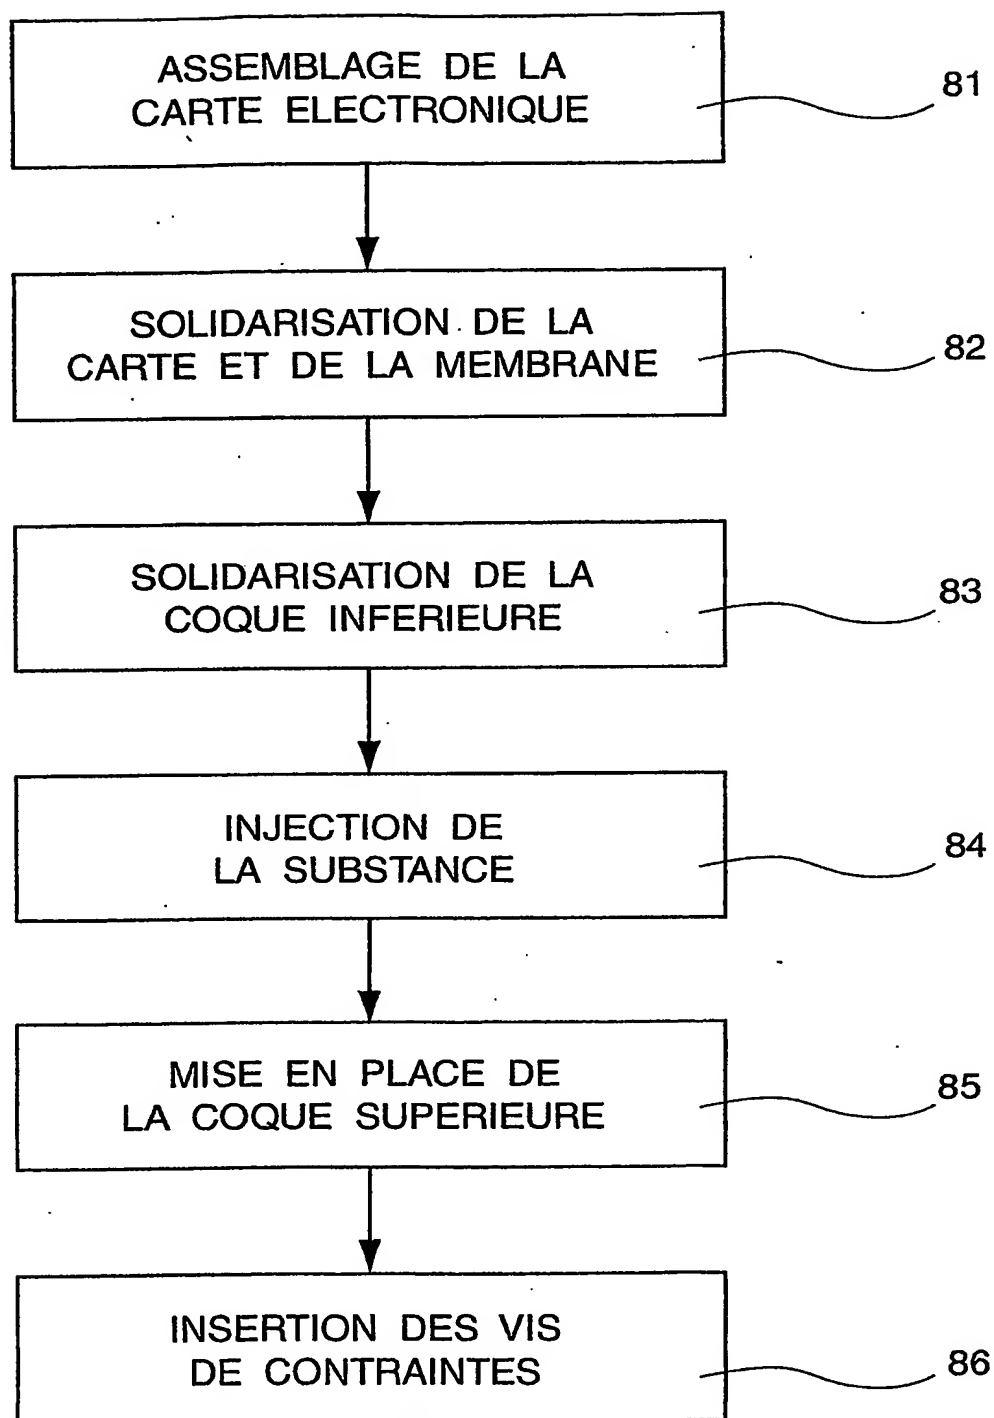 ASSEMBLAGE DE LA
CARTE ELECTRONIQUE
81
SOLIDARISATION DE LA
CARTE ET DE LA MEMBRANE
82
SOLIDARISATION DE LA
COQUE INFERIEURE
83
INJECTION DE
LA SUBSTANCE
84
MISE EN PLACE DE
LA COQUE SUPERIEURE
85
INSERTION DES VIS
DE CONTRAINTES
86